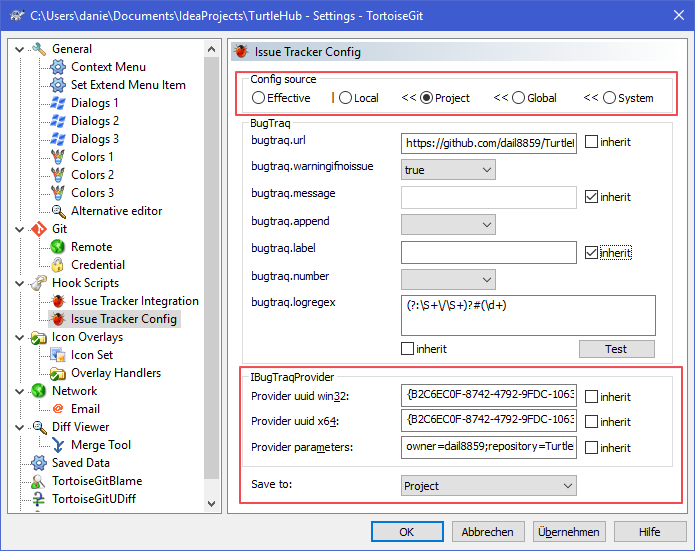 C:\Users\danie\Documents\IdeaProjects\TurtleHub - Settings - TortoiseGit
General
Context Menu
Set Extend Menu Item
Dialogs 1
Dialogs 2
Dialogs 3
Colors 1
Colors 2
Colors 3
Alternative editor
Git
Remote
Credential
Hook Scripts
Issue Tracker Integration
Issue Tracker Config
Icon Overlays
Icon Set
Overlay Handlers
Network
Email
Diff Viewer
Merge Tool
Saved Data
TortoiseGitBlame
TortoiseGitUDiff
Issue Tracker Config
Config source
Effective | Local << Project << Global << System
BugTraq
bugtraq.url https://github.com/dail8859/Turtle inherit
bugtraq.warningifnoissue true
bugtraq.message inherit
bugtraq.append
bugtraq.label inherit
bugtraq.number
bugtraq.logregex (?:\S+\/\S+)?#(\d+)
inherit Test
IBugTraqProvider
Provider uuid win32: {B2C6EC0F-8742-4792-9FDC-1063 inherit
Provider uuid x64: {B2C6EC0F-8742-4792-9FDC-1063 inherit
Provider parameters: owner=dail8859;repository=Turtle inherit
Save to: Project
OK Abbrechen Übernehmen Hilfe